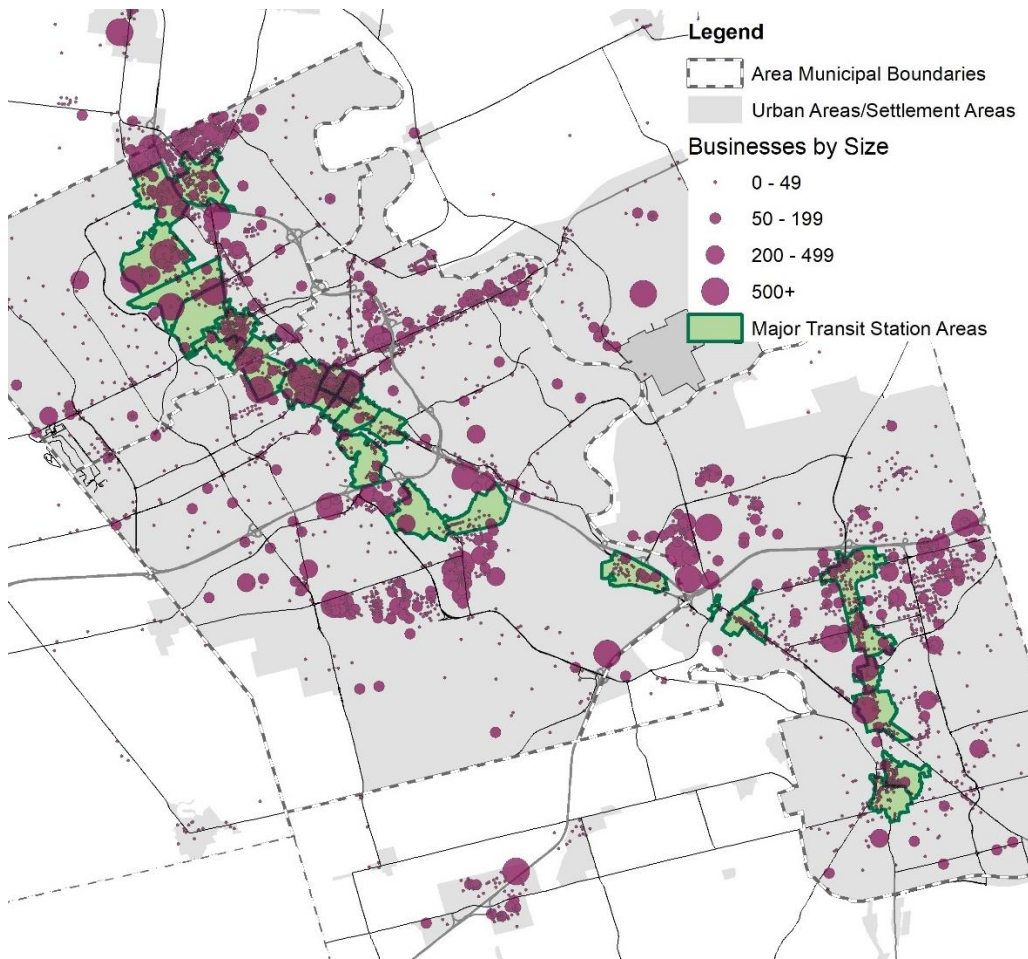 Legend
Area Municipal Boundaries
Urban Areas/Settlement Areas
Businesses by Size
0 - 49
50 - 199
200 - 499
500+
Major Transit Station Areas